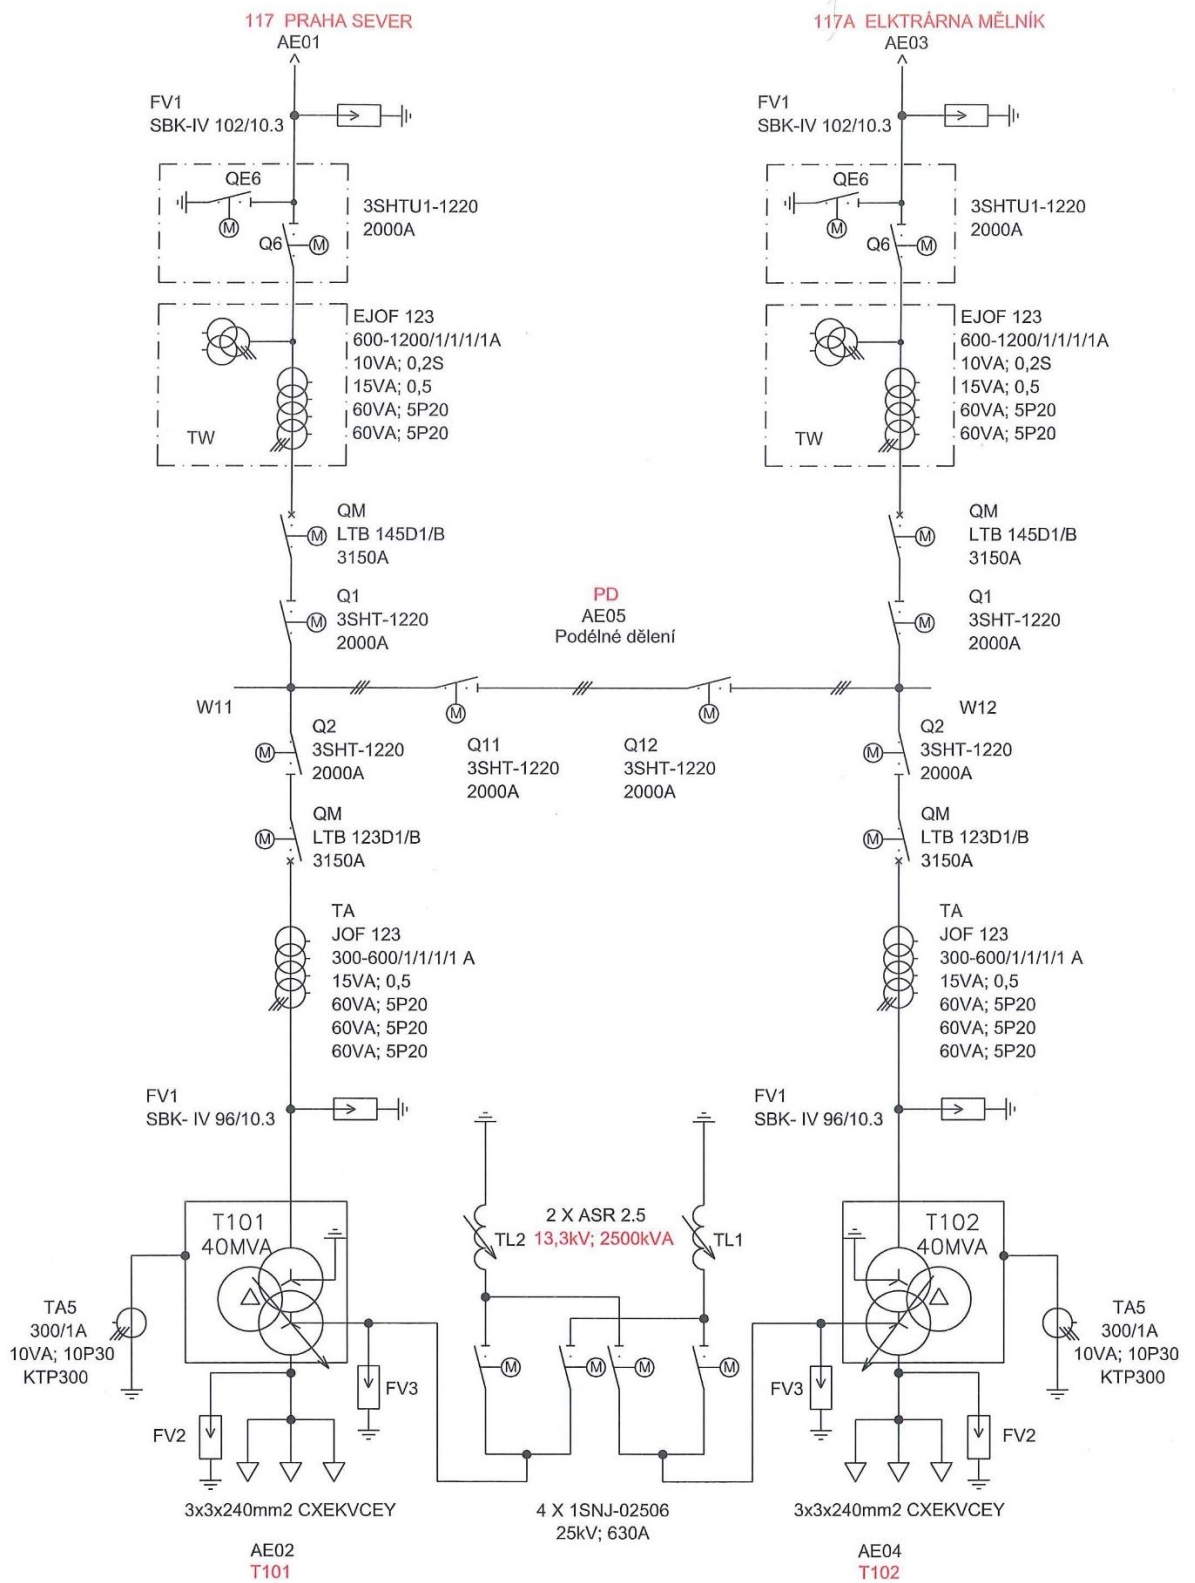 117 PRAHA SEVER
AE01
FV1
SBK-IV 102/10.3
QE6
M
Q6
M
3SHTU1-1220
2000A
TW
EJOF 123
600-1200/1/1/1/1A
10VA; 0,2S
15VA; 0,5
60VA; 5P20
60VA; 5P20
QM
M
LTB 145D1/B
3150A
Q1
M
3SHT-1220
2000A
117A ELKTRÁRNA MĚLNÍK
AE03
FV1
SBK-IV 102/10.3
QE6
M
Q6
M
3SHTU1-1220
2000A
TW
EJOF 123
600-1200/1/1/1/1A
10VA; 0,2S
15VA; 0,5
60VA; 5P20
60VA; 5P20
QM
M
LTB 145D1/B
3150A
Q1
M
3SHT-1220
2000A
PD
AE05
Podélné dělení
W11
M
Q11
3SHT-1220
2000A
M
Q12
3SHT-1220
2000A
W12
Q2
M
3SHT-1220
2000A
QM
M
LTB 123D1/B
3150A
TA
JOF 123
300-600/1/1/1/1 A
15VA; 0,5
60VA; 5P20
60VA; 5P20
60VA; 5P20
FV1
SBK- IV 96/10.3
Q2
M
3SHT-1220
2000A
QM
M
LTB 123D1/B
3150A
TA
JOF 123
300-600/1/1/1/1 A
15VA; 0,5
60VA; 5P20
60VA; 5P20
60VA; 5P20
FV1
SBK- IV 96/10.3
T101
40MVA
TA5
300/1A
10VA; 10P30
KTP300
FV2
FV3
3x3x240mm2 CXEKVCEY
AE02
T101
2 X ASR 2.5
TL2
13,3kV; 2500kVA
TL1
M
M
M
M
4 X 1SNJ-02506
25kV; 630A
T102
40MVA
TA5
300/1A
10VA; 10P30
KTP300
FV3
FV2
3x3x240mm2 CXEKVCEY
AE04
T102